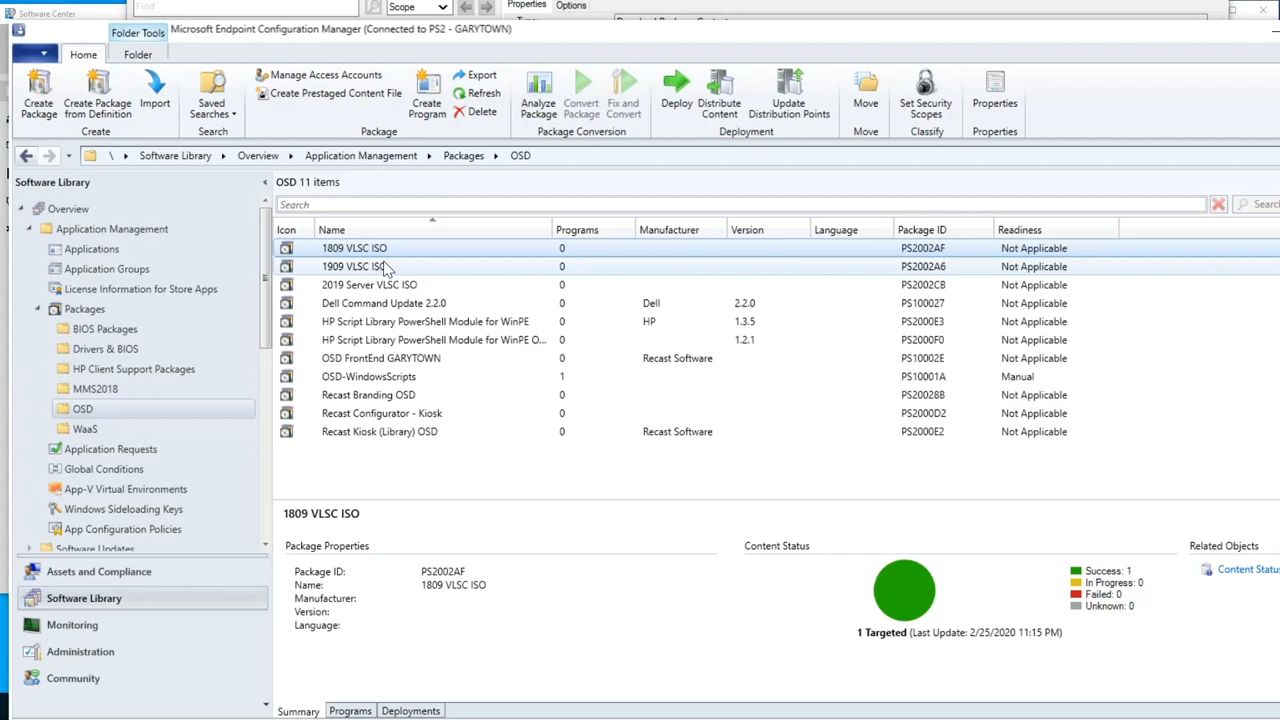 Software Center
Find
Scope
Properties
Options
Folder Tools
Microsoft Endpoint Configuration Manager (Connected to PS2 - GARYTOWN)
Home
Folder
Create Package
Create Package from Definition
Import
Create
Saved Searches
Search
Manage Access Accounts
Create Prestaged Content File
Create Program
Export
Refresh
Delete
Package
Analyze Package
Convert Package
Fix and Convert
Package Conversion
Deploy
Distribute Content
Update Distribution Points
Deployment
Move
Move
Set Security Scopes
Classify
Properties
Properties
\ Software Library Overview Application Management Packages OSD
Software Library
Overview
Application Management
Applications
Application Groups
License Information for Store Apps
Packages
BIOS Packages
Drivers & BIOS
HP Client Support Packages
MMS2018
OSD
WaaS
Application Requests
Global Conditions
App-V Virtual Environments
Windows Sideloading Keys
App Configuration Policies
Software Updates
Assets and Compliance
Software Library
Monitoring
Administration
Community
OSD 11 items
Search
Searc
Icon Name Programs Manufacturer Version Language Package ID Readiness
1809 VLSC ISO 0 PS2002AF Not Applicable
1909 VLSC ISO 0 PS2002A6 Not Applicable
2019 Server VLSC ISO 0 PS2002CB Not Applicable
Dell Command Update 2.2.0 0 Dell 2.2.0 PS100027 Not Applicable
HP Script Library PowerShell Module for WinPE 0 HP 1.3.5 PS2000E3 Not Applicable
HP Script Library PowerShell Module for WinPE O... 0 1.2.1 PS2000F0 Not Applicable
OSD FrontEnd GARYTOWN 0 Recast Software PS10002E Not Applicable
OSD-WindowsScripts 1 PS10001A Manual
Recast Branding OSD 0 PS20028B Not Applicable
Recast Configurator - Kiosk 0 PS2000D2 Not Applicable
Recast Kiosk (Library) OSD 0 Recast Software PS2000E2 Not Applicable
1809 VLSC ISO
Package Properties
Package ID: PS2002AF
Name: 1809 VLSC ISO
Manufacturer:
Version:
Language:
Content Status
Success: 1
In Progress: 0
Failed: 0
Unknown: 0
1 Targeted (Last Update: 2/25/2020 11:15 PM)
Related Objects
Content Statu
Summary Programs Deployments